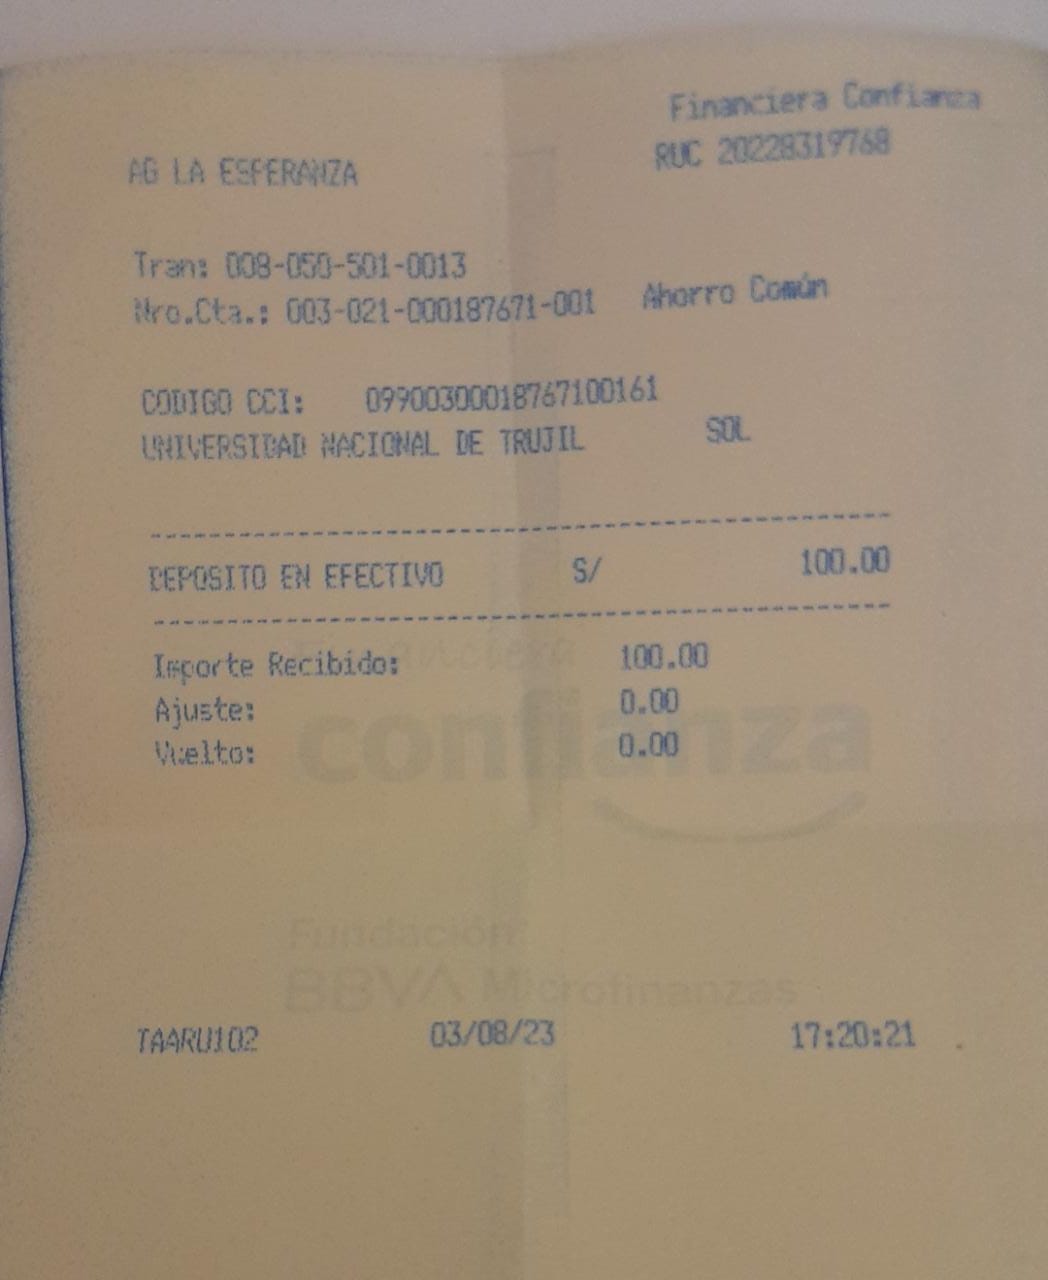 Financiera Confianza
RUC 20228319768
AG LA ESPERANZA
Tran: 008-050-501-0013
Nro.Cta.: 003-021-000187671-001 Ahorro Común
CODIGO CCI: 09900300018767100161
UNIVERSIDAD NACIONAL DE TRUJIL SOL
DEPOSITO EN EFECTIVO S/ 100.00
Financiera
Importe Recibido: 100.00
Ajuste: 0.00
confianza
Vuelto: 0.00
Fundación
BBVA Microfinanzas
TAARU102 03/08/23 17:20:21